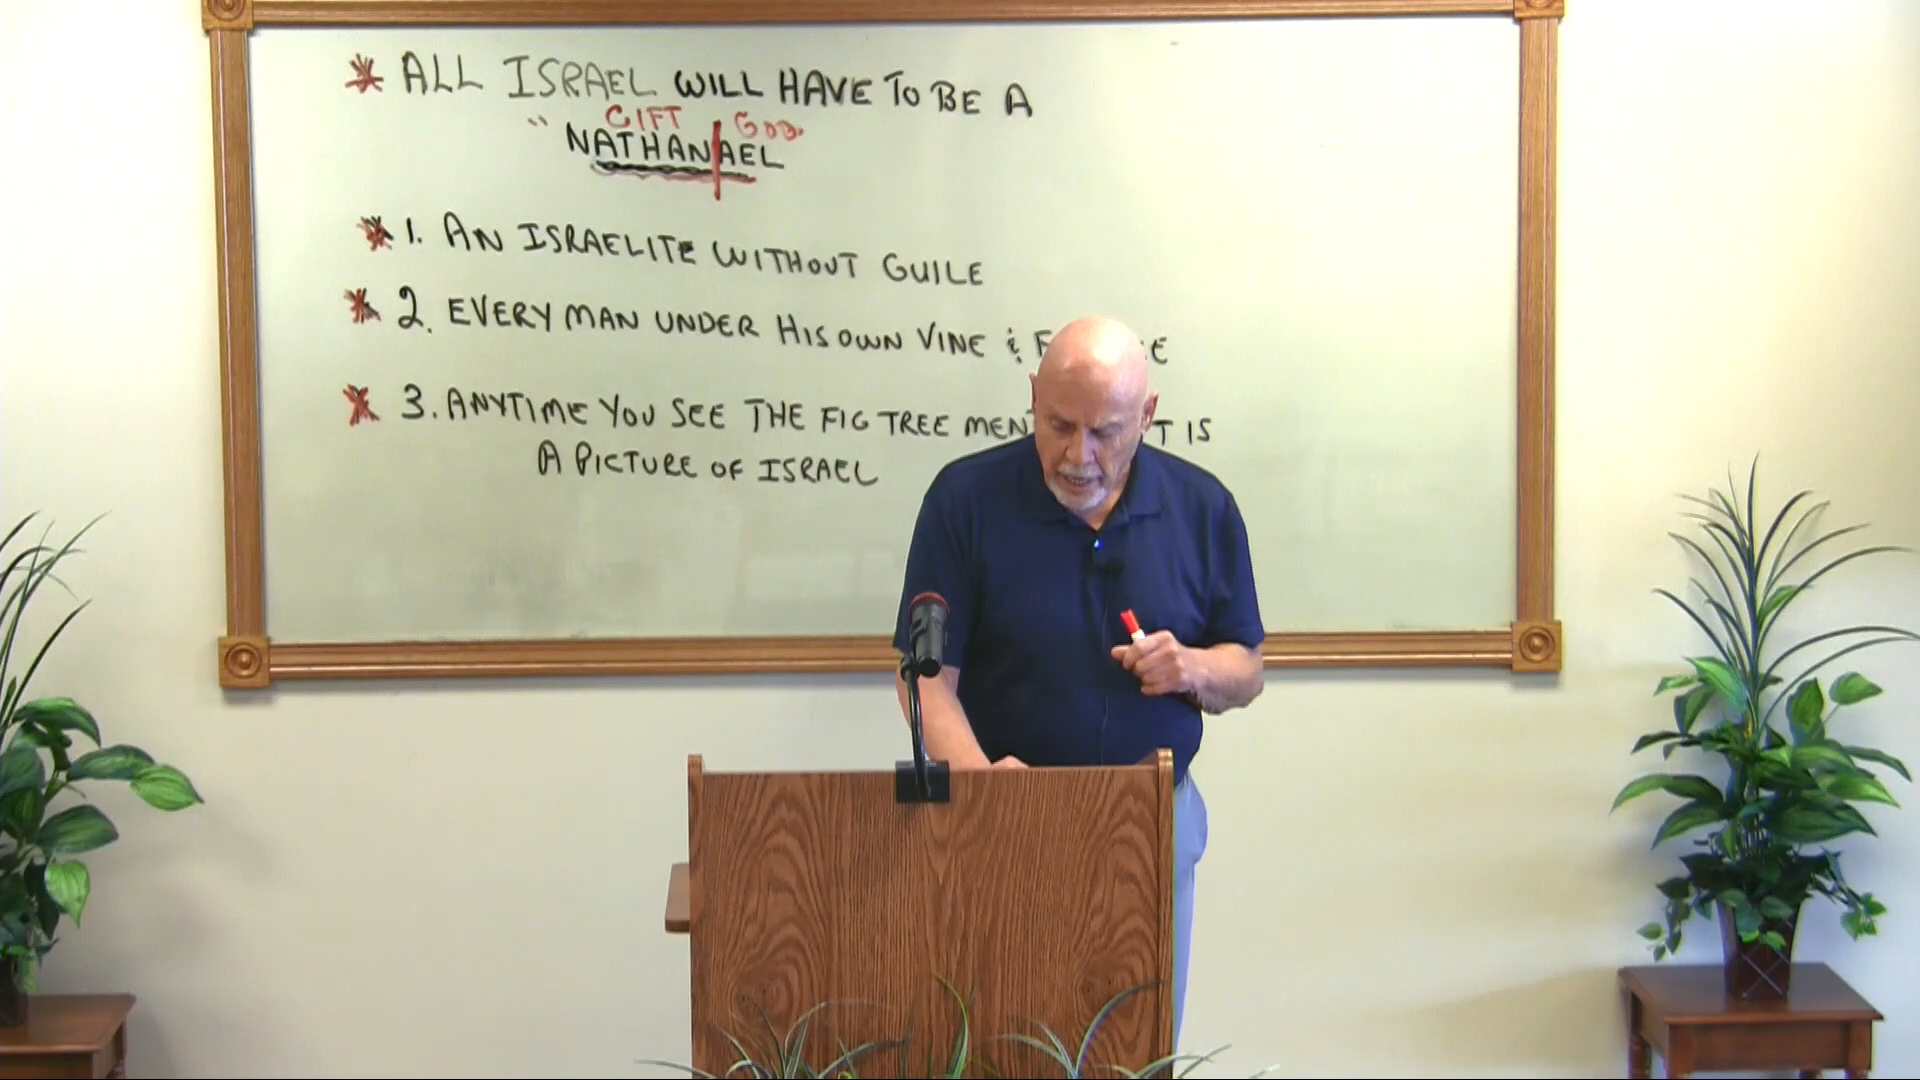 * ALL ISRAEL WILL HAVE TO BE A
GIFT GOD
" NATHANAEL
* 1. AN ISRAELITE WITHOUT GUILE
* 2. EVERY MAN UNDER HIS OWN VINE &
* 3. ANYTIME YOU SEE THE FIG TREE IS
A PICTURE OF ISRAEL